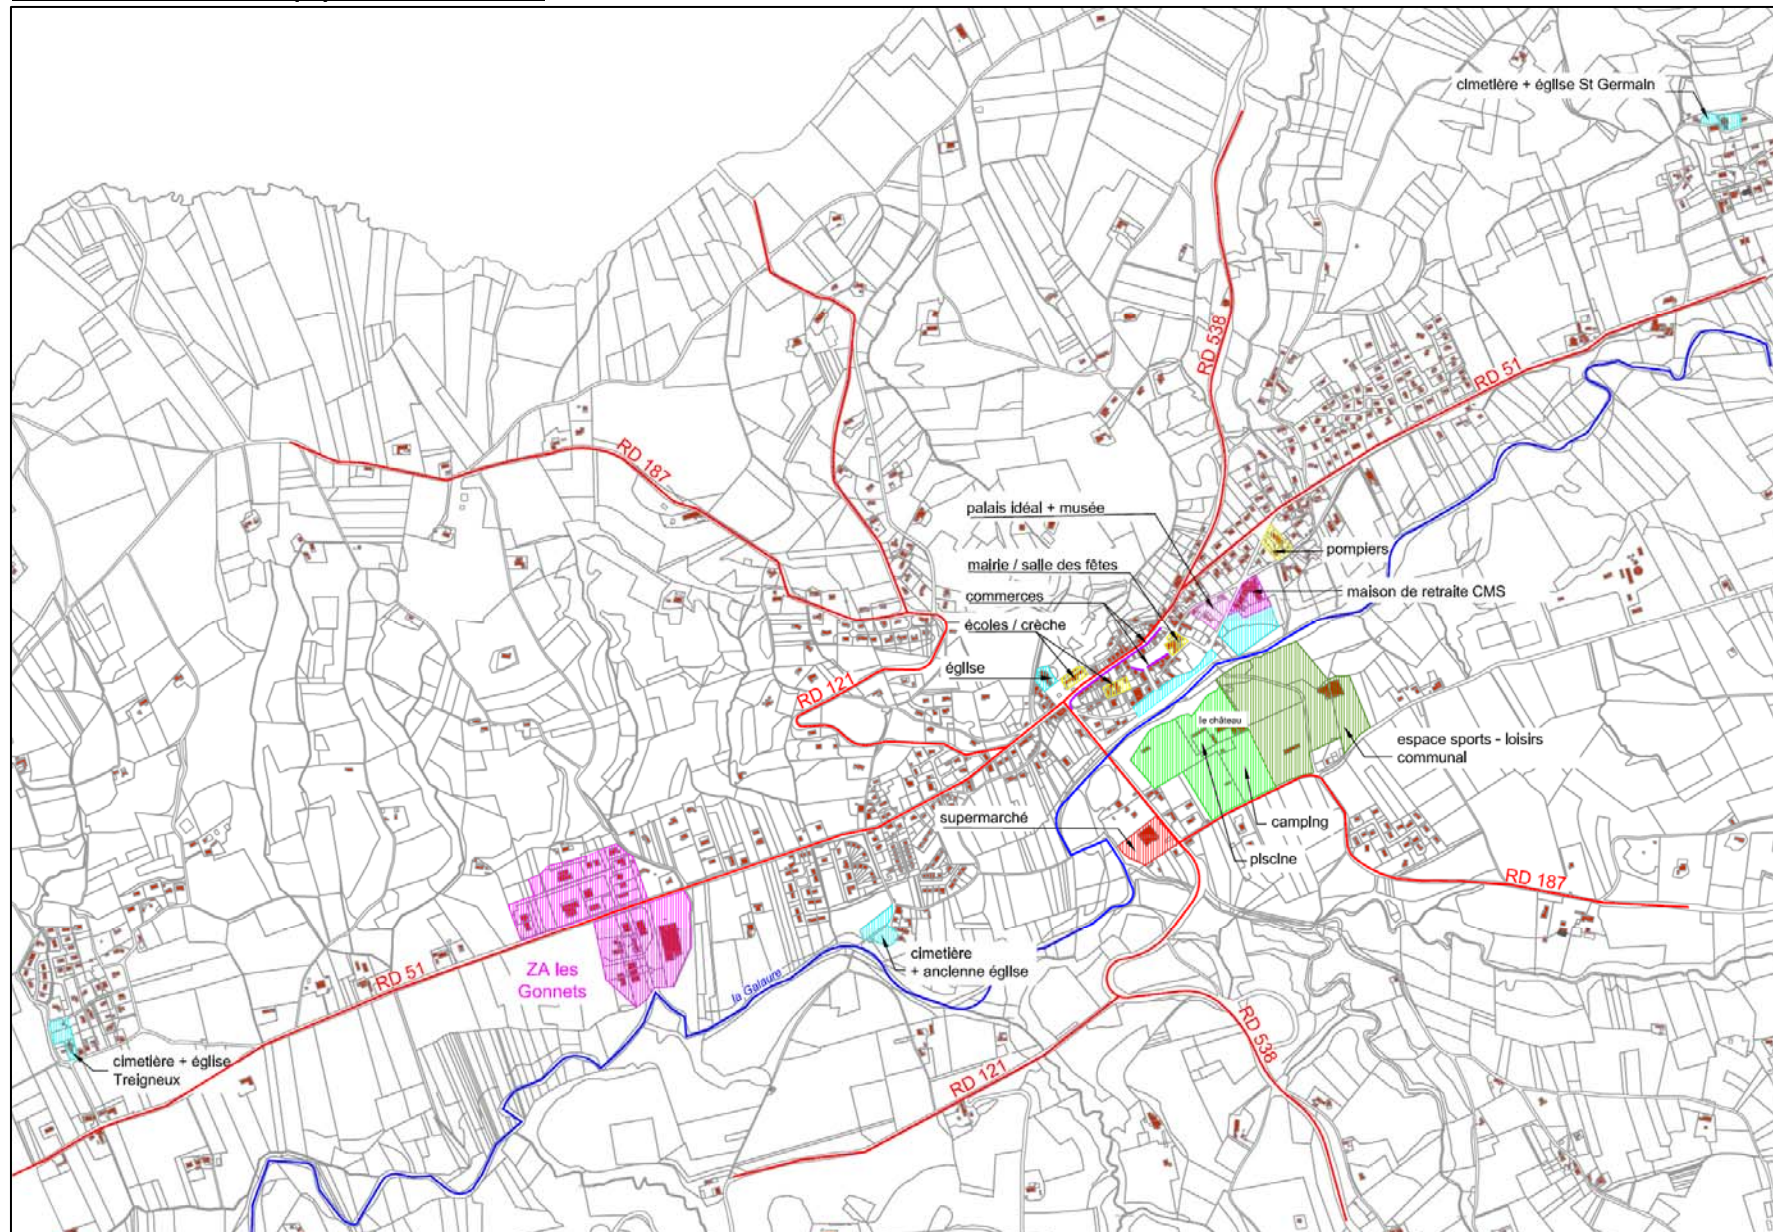 cimetière + église St Germain
RD 538
RD 51
RD 187
palais idéal + musée
pompiers
mairie / salle des fêtes
maison de retraite CMS
commerces
écoles / crèche
église
RD 121
le château
espace sports - loisirs
communal
supermarché
camping
piscine
RD 187
cimetière
+ ancienne église
ZA les
Gonnets
RD 51
la Galaure
RD 538
cimetière + église
Treigneux
RD 121